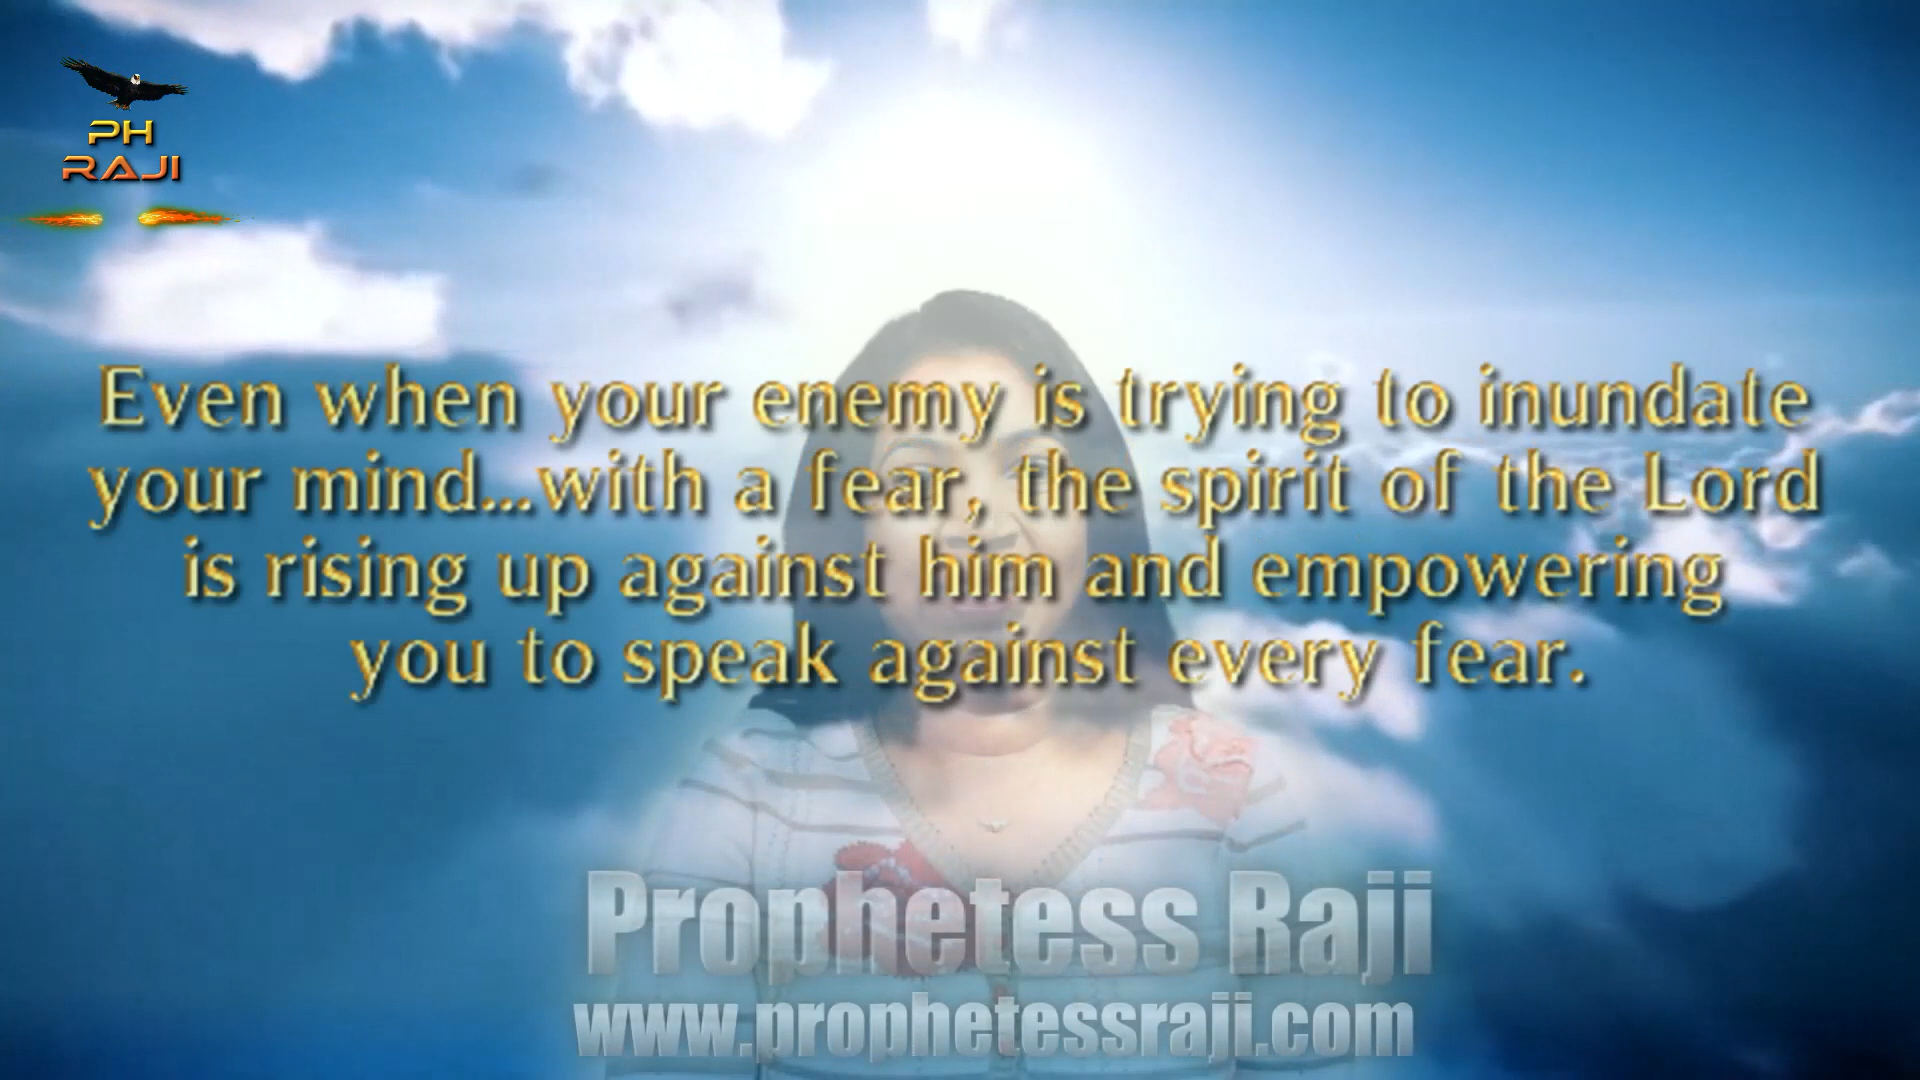 PH
RAJI
Even when your enemy is trying to inundate
your mind...with a fear, the spirit of the Lord
is rising up against him and empowering
you to speak against every fear.
Prophetess Raji
www.prophetessraji.com